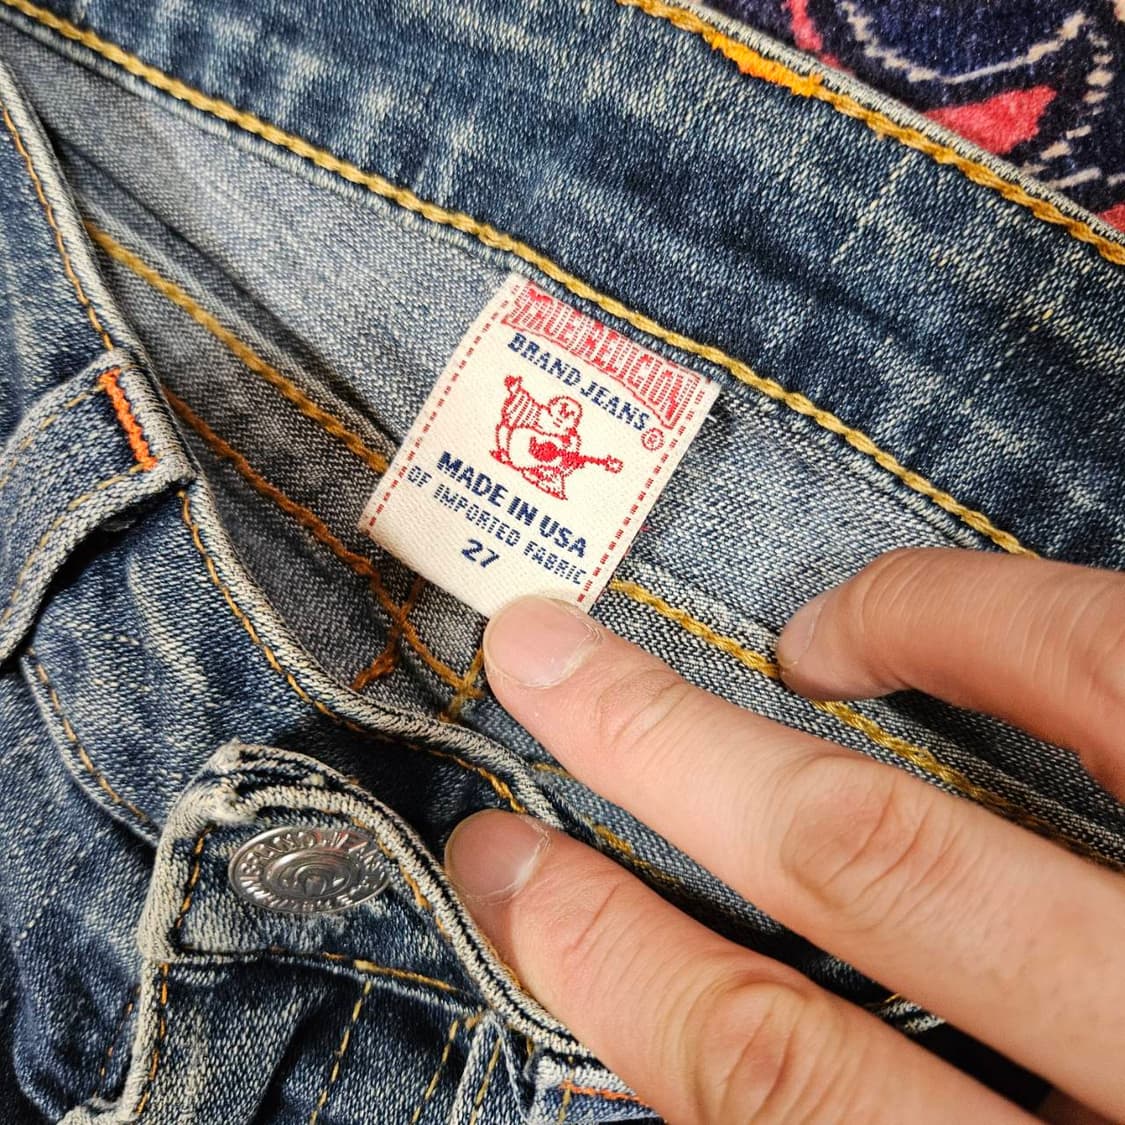 TRUE RELIGION
BRAND JEANS ®
MADE IN USA
OF IMPORTED FABRIC
27